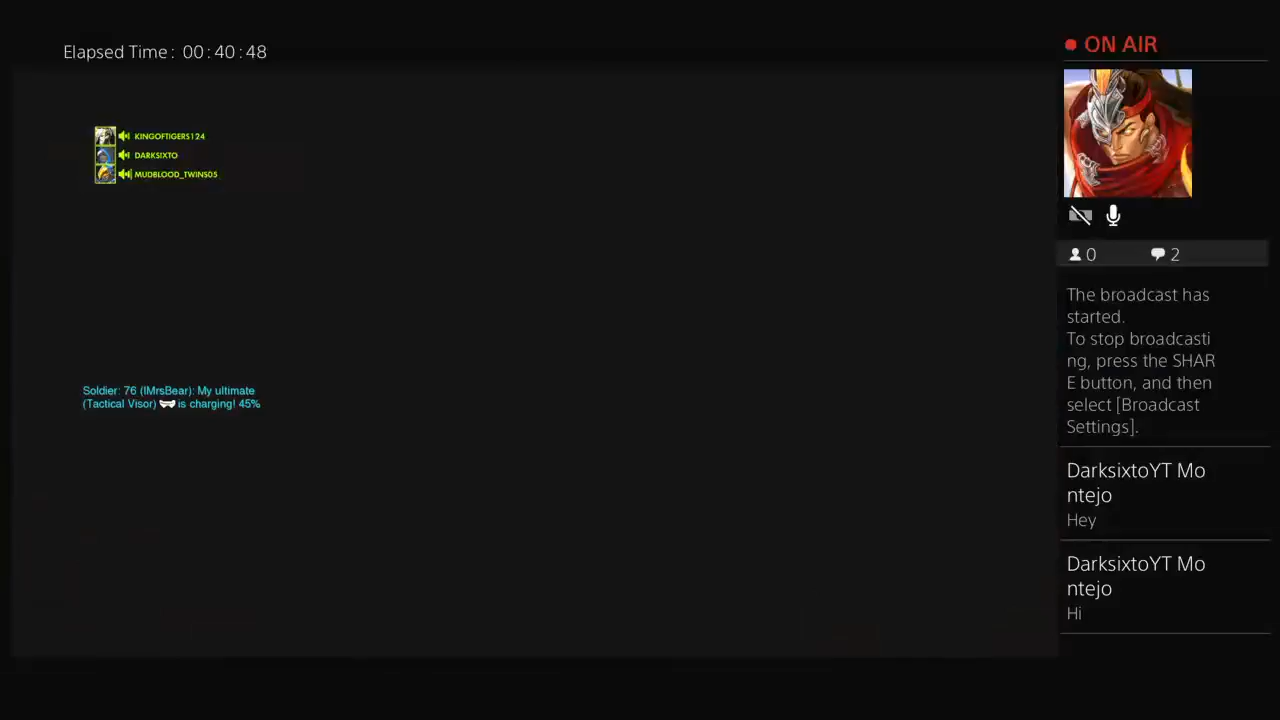 Elapsed Time: 00:40:48
ON AIR
KINGOFTIGERS124
DARKSIXTO
MUDBLOOD_TWINS05
0 2
The broadcast has
started.
To stop broadcasti
ng, press the SHAR
E button, and then
select [Broadcast
Settings].
Soldier: 76 (IMrsBear): My ultimate
(Tactical Visor) is charging! 45%
DarksixtoYT Mo
ntejo
Hey
DarksixtoYT Mo
ntejo
Hi